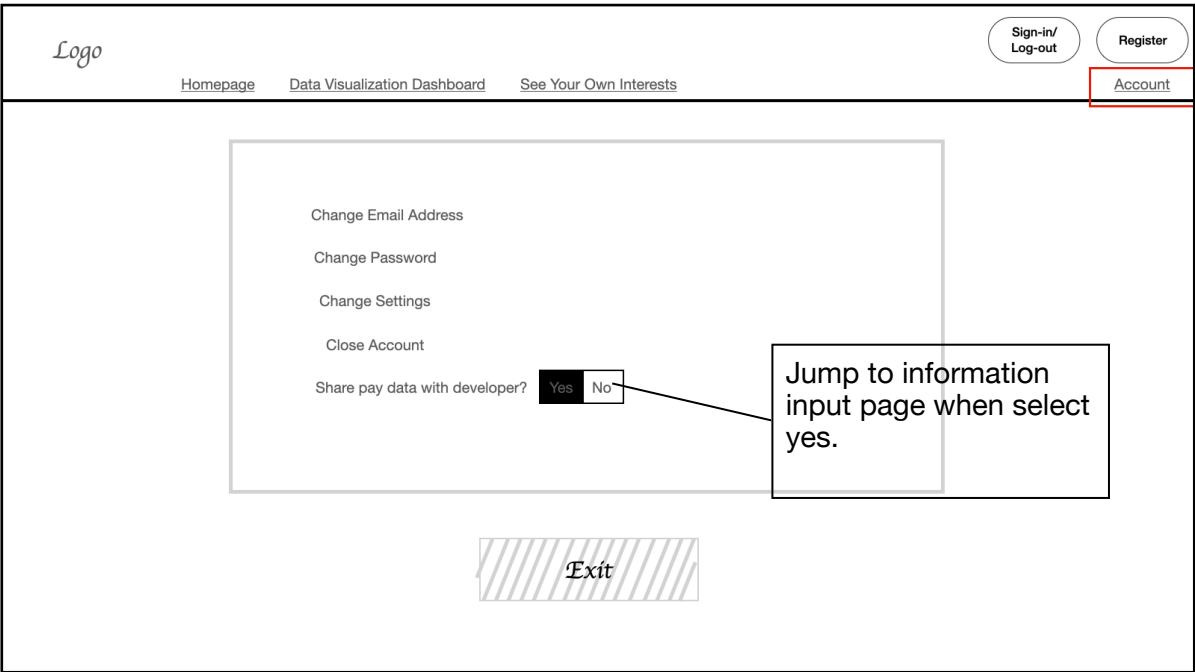 Logo
Sign-in/
Log-out
Register
Homepage
Data Visualization Dashboard
See Your Own Interests
Account
Change Email Address
Change Password
Change Settings
Close Account
Share pay data with developer?
Yes
No
Jump to information
input page when select
yes.
Exit